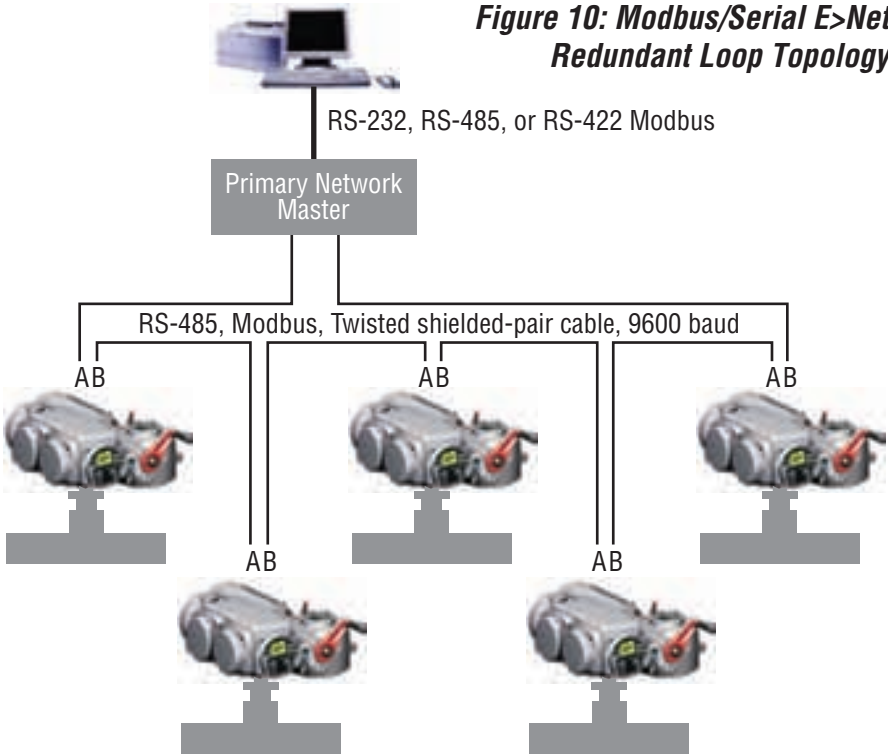 Figure 10: Modbus/Serial E>Net
Redundant Loop Topology
RS-232, RS-485, or RS-422 Modbus
Primary Network
Master
RS-485, Modbus, Twisted shielded-pair cable, 9600 baud
AB
AB
AB
AB
AB